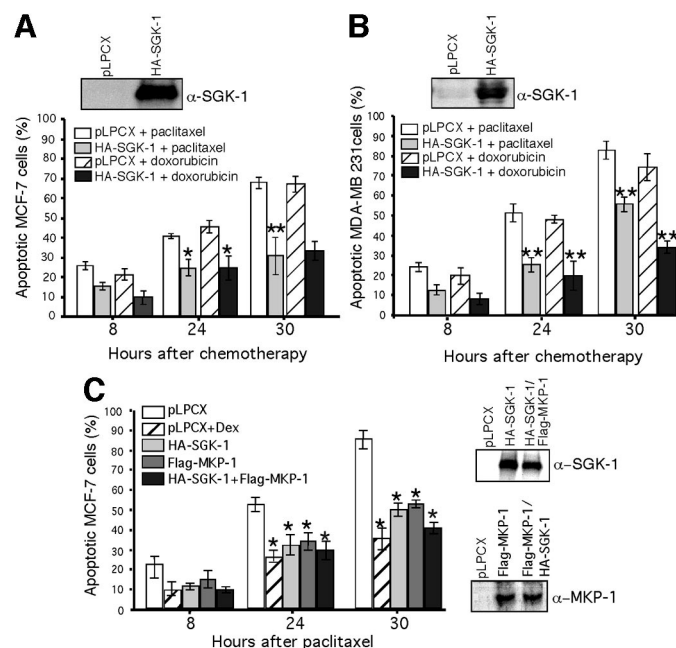 A
pLPCX
HA-SGK-1
α-SGK-1
Apoptotic MCF-7 cells (%)
100
90
80
70
60
50
40
30
20
10
0
pLPCX + paclitaxel
HA-SGK-1 + paclitaxel
pLPCX + doxorubicin
HA-SGK-1 + doxorubicin
*
*
**
8
24
30
Hours after chemotherapy
B
pLPCX
HA-SGK-1
α-SGK-1
Apoptotic MDA-MB 231cells (%)
100
90
80
70
60
50
40
30
20
10
0
pLPCX + paclitaxel
HA-SGK-1 + paclitaxel
pLPCX + doxorubicin
HA-SGK-1 + doxorubicin
**
**
**
**
8
24
30
Hours after chemotherapy
C
Apoptotic MCF-7 cells (%)
100
90
80
70
60
50
40
30
20
10
0
pLPCX
pLPCX+Dex
HA-SGK-1
Flag-MKP-1
HA-SGK-1+Flag-MKP-1
*
*
*
*
*
*
*
*
8
24
30
Hours after paclitaxel
pLPCX
HA-SGK-1
HA-SGK-1/
Flag-MKP-1
α-SGK-1
pLPCX
Flag-MKP-1
Flag-MKP-1/
HA-SGK-1
α-MKP-1